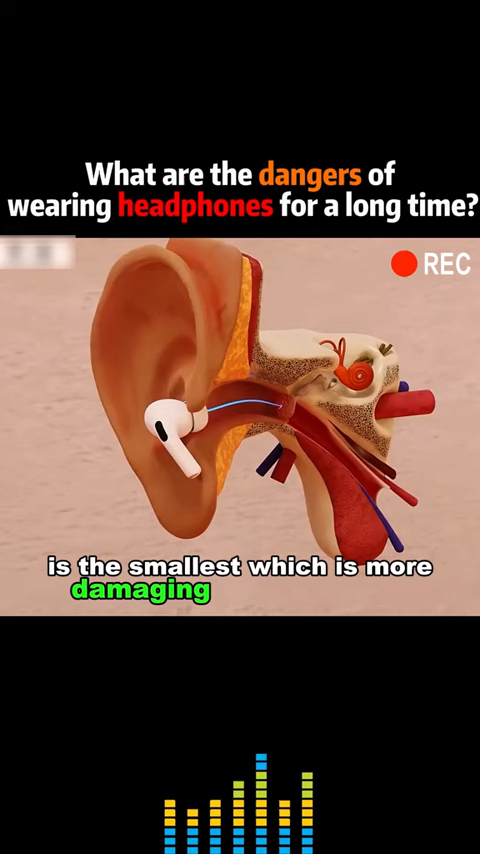 What are the dangers of
wearing headphones for a long time?
REC
is the smallest which is more
damaging